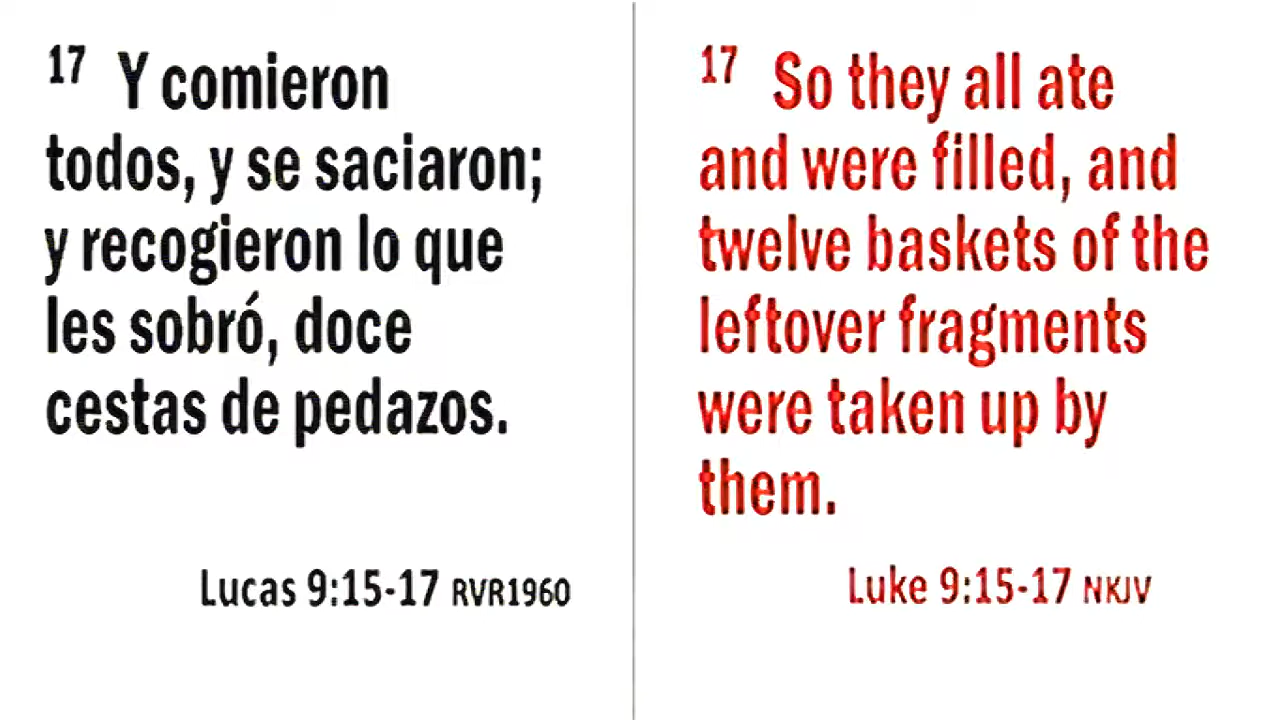 17 Y comieron
todos, y se saciaron;
y recogieron lo que
les sobró, doce
cestas de pedazos.
Lucas 9:15-17 RVR1960
17 So they all ate
and were filled, and
twelve baskets of the
leftover fragments
were taken up by
them.
Luke 9:15-17 NKJV